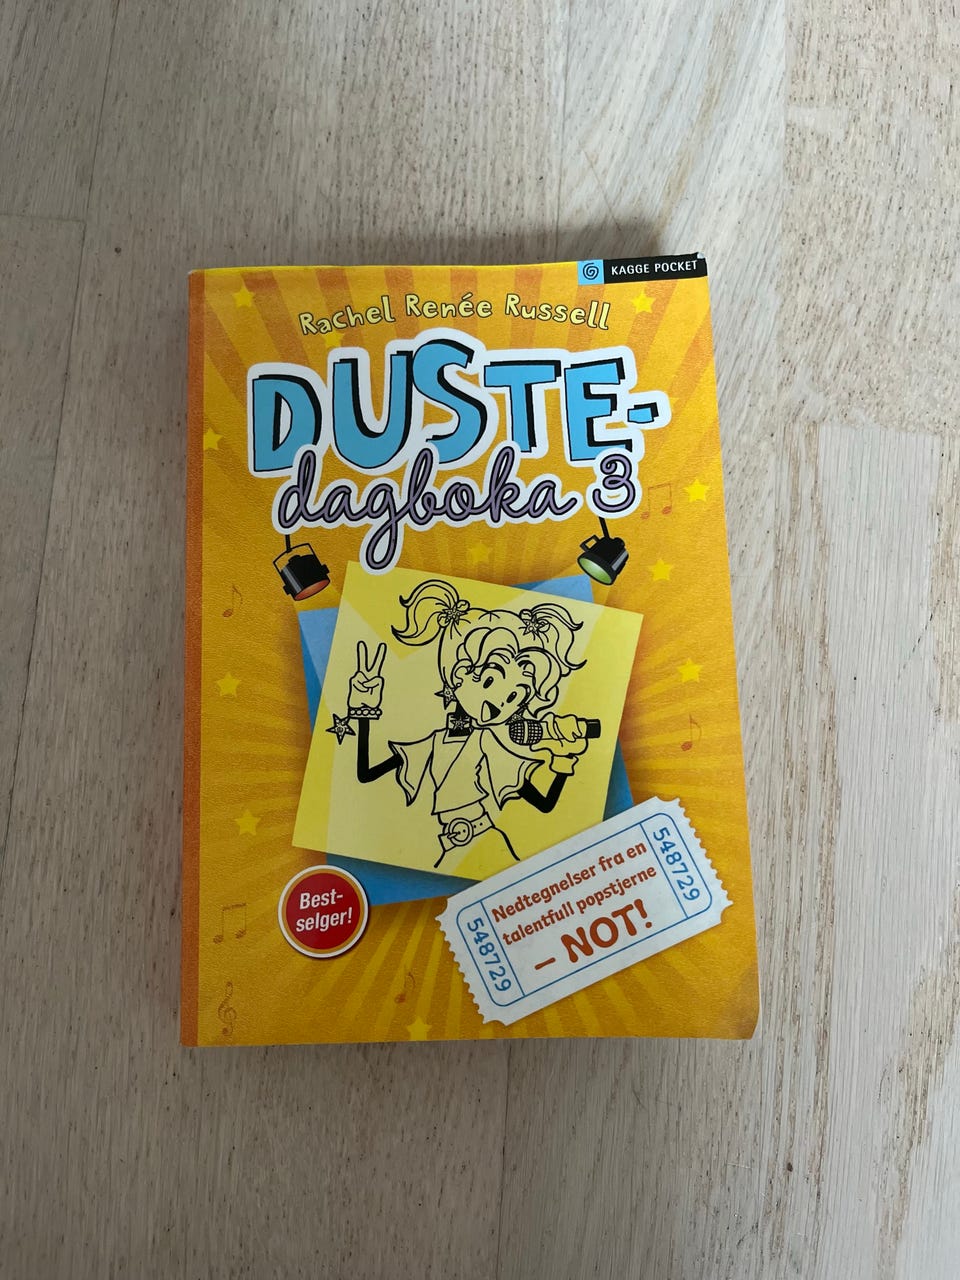 KAGGE POCKET
Rachel Renée Russell
DUSTE-
dagboka 3
Best-
selger!
548729
Nedtegnelser fra en
talentfull popstjerne
– NOT!
548729